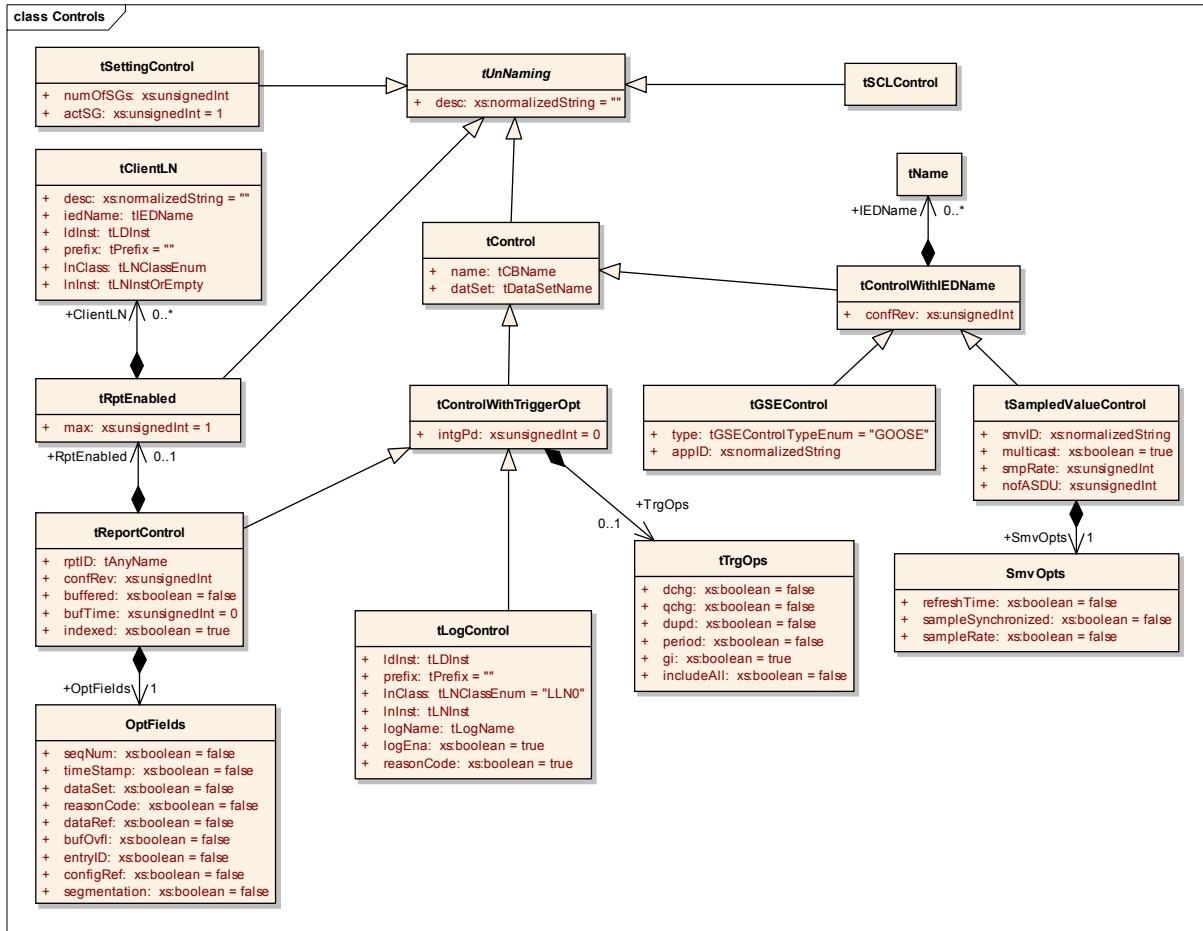 class Controls
tSettingControl
+ numOfSGs: xs:unsignedInt
+ actSG: xs:unsignedInt = 1
tUnNaming
+ desc: xs:normalizedString = ""
tSCLControl
tClientLN
+ desc: xs:normalizedString = ""
+ iedName: tIEDName
+ ldInst: tLDInst
+ prefix: tPrefix = ""
+ lnClass: tLNClassEnum
+ lnInst: tLNInstOrEmpty
tName
+IEDName 0..*
tControl
+ name: tCBName
+ datSet: tDataSetName
tControlWithIEDName
+ confRev: xs:unsignedInt
+ClientLN 0..*
tRptEnabled
+ max: xs:unsignedInt = 1
tControlWithTriggerOpt
+ intgPd: xs:unsignedInt = 0
tGSEControl
+ type: tGSEControlTypeEnum = "GOOSE"
+ appID: xs:normalizedString
tSampledValueControl
+ smvID: xs:normalizedString
+ multicast: xs:boolean = true
+ smpRate: xs:unsignedInt
+ nofASDU: xs:unsignedInt
+RptEnabled 0..1
tReportControl
+ rptID: tAnyName
+ confRev: xs:unsignedInt
+ buffered: xs:boolean = false
+ bufTime: xs:unsignedInt = 0
+ indexed: xs:boolean = true
+TrgOps
0..1
tTrgOps
+ dchg: xs:boolean = false
+ qchg: xs:boolean = false
+ dupd: xs:boolean = false
+ period: xs:boolean = false
+ gi: xs:boolean = true
+ includeAll: xs:boolean = false
+SmvOpts 1
SmvOpts
+ refreshTime: xs:boolean = false
+ sampleSynchronized: xs:boolean = false
+ sampleRate: xs:boolean = false
tLogControl
+ ldInst: tLDInst
+ prefix: tPrefix = ""
+ lnClass: tLNClassEnum = "LLN0"
+ lnInst: tLNInst
+ logName: tLogName
+ logEna: xs:boolean = true
+ reasonCode: xs:boolean = true
+OptFields 1
OptFields
+ seqNum: xs:boolean = false
+ timeStamp: xs:boolean = false
+ dataSet: xs:boolean = false
+ reasonCode: xs:boolean = false
+ dataRef: xs:boolean = false
+ bufOvfl: xs:boolean = false
+ entryID: xs:boolean = false
+ configRef: xs:boolean = false
+ segmentation: xs:boolean = false